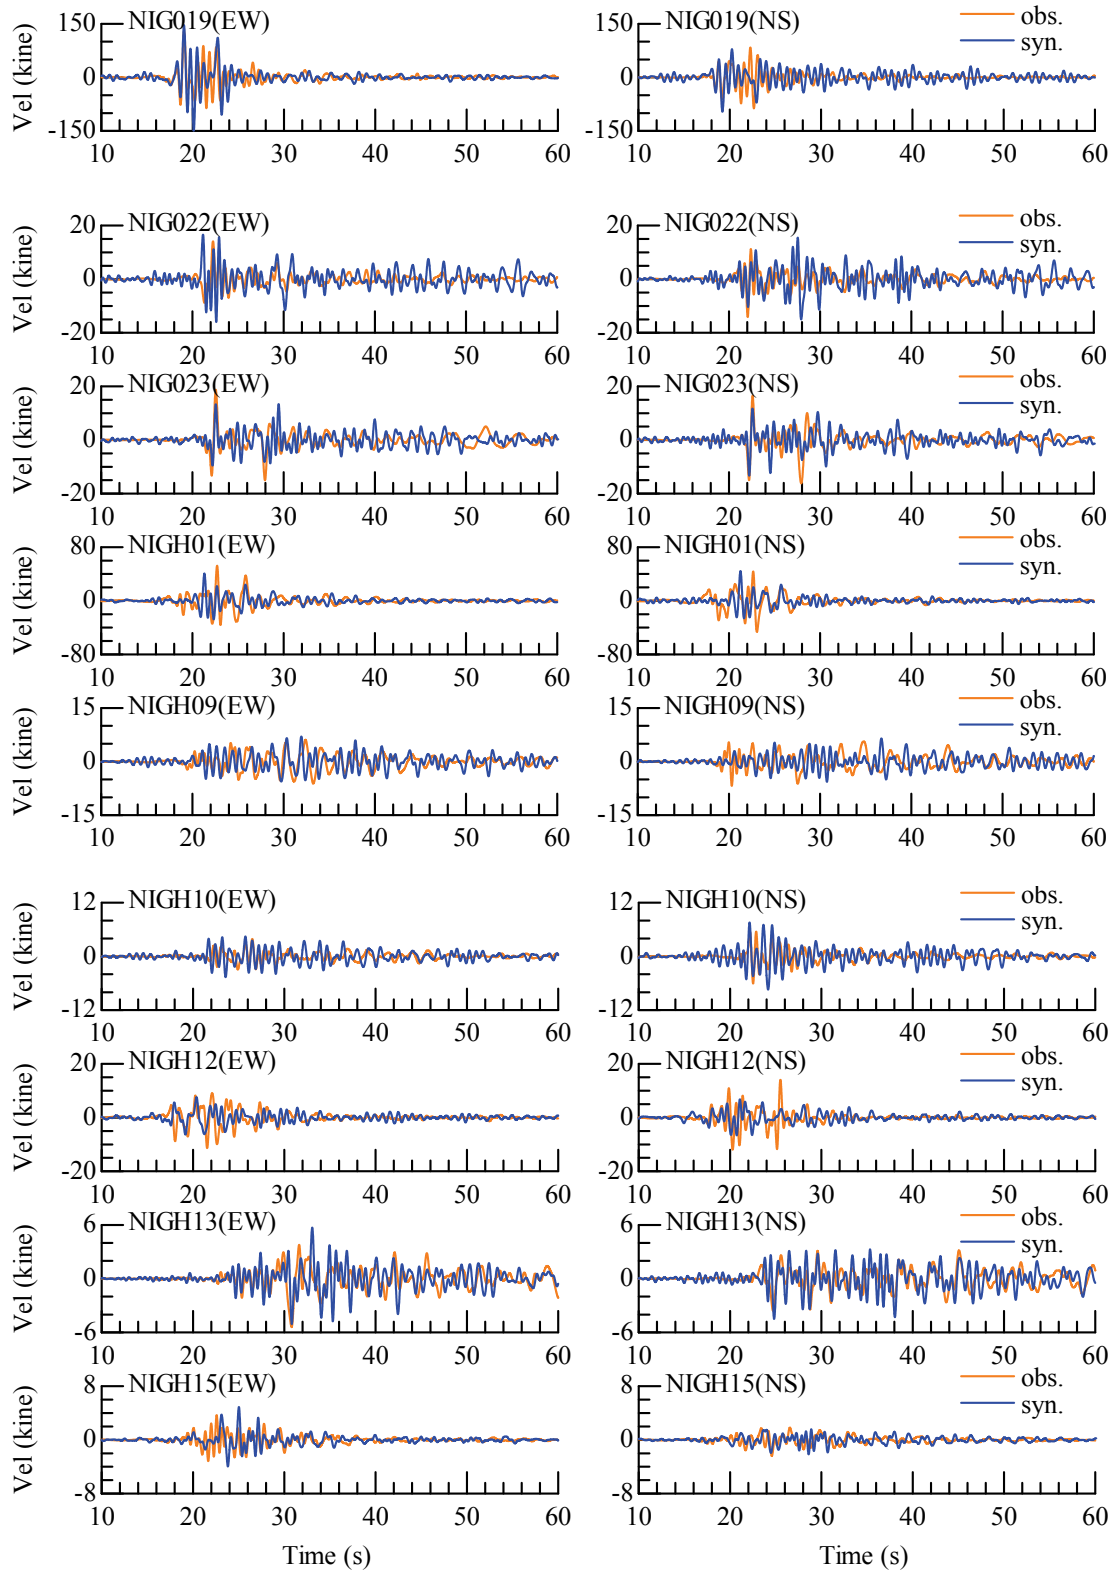 NIG019(EW) NIG019(NS) obs.
syn.
Vel (kine) 150 0 -150 150 0 -150
10 20 30 40 50 60 10 20 30 40 50 60
NIG022(EW) NIG022(NS) obs.
syn.
Vel (kine) 20 0 -20 20 0 -20
10 20 30 40 50 60 10 20 30 40 50 60
NIG023(EW) NIG023(NS) obs.
syn.
Vel (kine) 20 0 -20 20 0 -20
10 20 30 40 50 60 10 20 30 40 50 60
NIGH01(EW) NIGH01(NS) obs.
syn.
Vel (kine) 80 0 -80 80 0 -80
10 20 30 40 50 60 10 20 30 40 50 60
NIGH09(EW) NIGH09(NS) obs.
syn.
Vel (kine) 15 0 -15 15 0 -15
10 20 30 40 50 60 10 20 30 40 50 60
NIGH10(EW) NIGH10(NS) obs.
syn.
Vel (kine) 12 0 -12 12 0 -12
10 20 30 40 50 60 10 20 30 40 50 60
NIGH12(EW) NIGH12(NS) obs.
syn.
Vel (kine) 20 0 -20 20 0 -20
10 20 30 40 50 60 10 20 30 40 50 60
NIGH13(EW) NIGH13(NS) obs.
syn.
Vel (kine) 6 0 -6 6 0 -6
10 20 30 40 50 60 10 20 30 40 50 60
NIGH15(EW) NIGH15(NS) obs.
syn.
Vel (kine) 8 0 -8 8 0 -8
10 20 30 40 50 60 10 20 30 40 50 60
Time (s) Time (s)